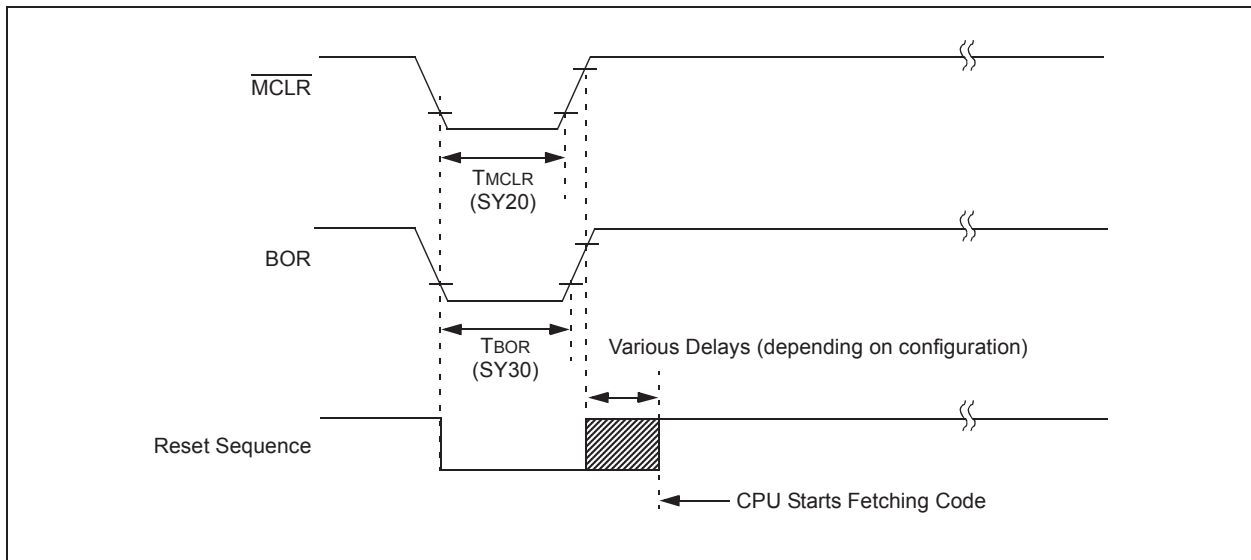 MCLR
TMCLR
(SY20)
BOR
TBOR
(SY30)
Various Delays (depending on configuration)
Reset Sequence
CPU Starts Fetching Code